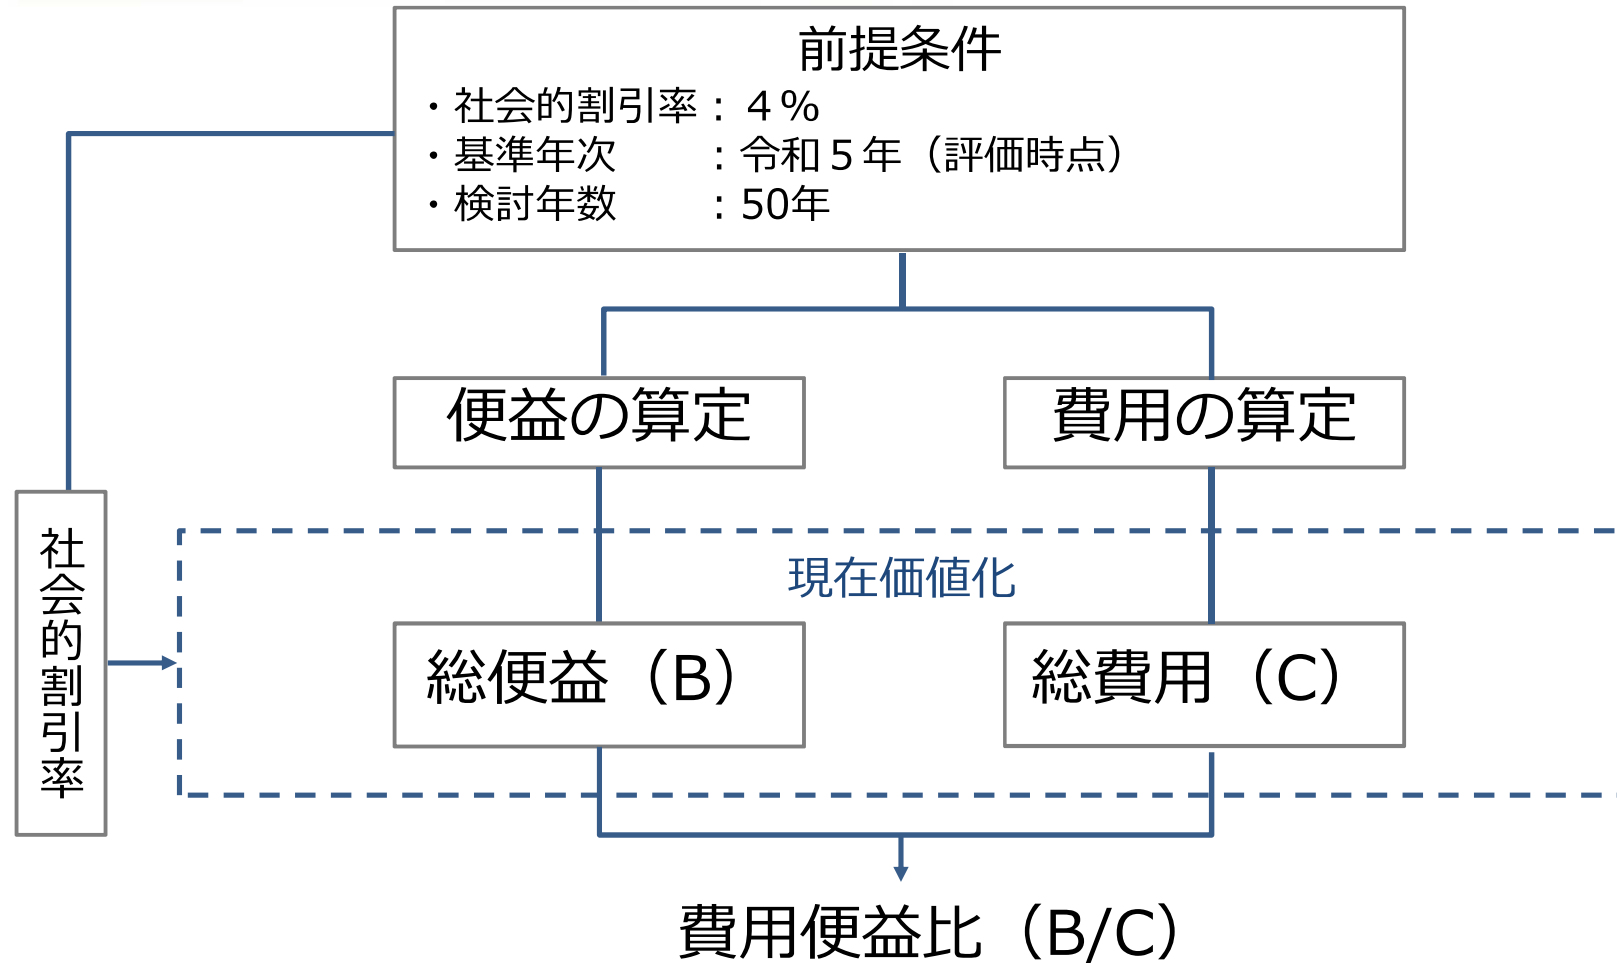 前提条件
・社会的割引率：４％
・基準年次　　：令和５年（評価時点）
・検討年数　　：50年
便益の算定
費用の算定
社会的割引率
現在価値化
総便益（B）
総費用（C）
費用便益比（B/C）